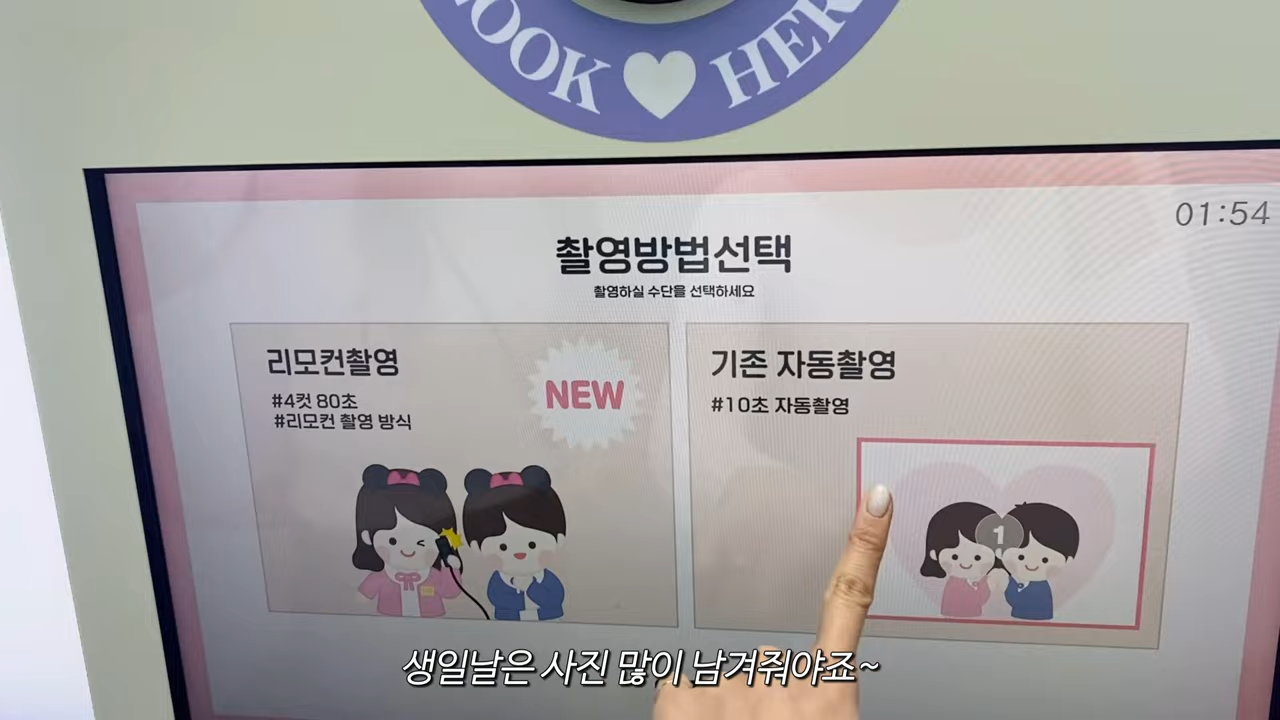 LOOK ♥ HERE
01:54
촬영방법선택
촬영하실 수단을 선택하세요
리모컨촬영
#4컷 80초
#리모컨 촬영 방식
NEW
기존 자동촬영
#10초 자동촬영
1
생일날은 사진 많이 남겨줘야죠~